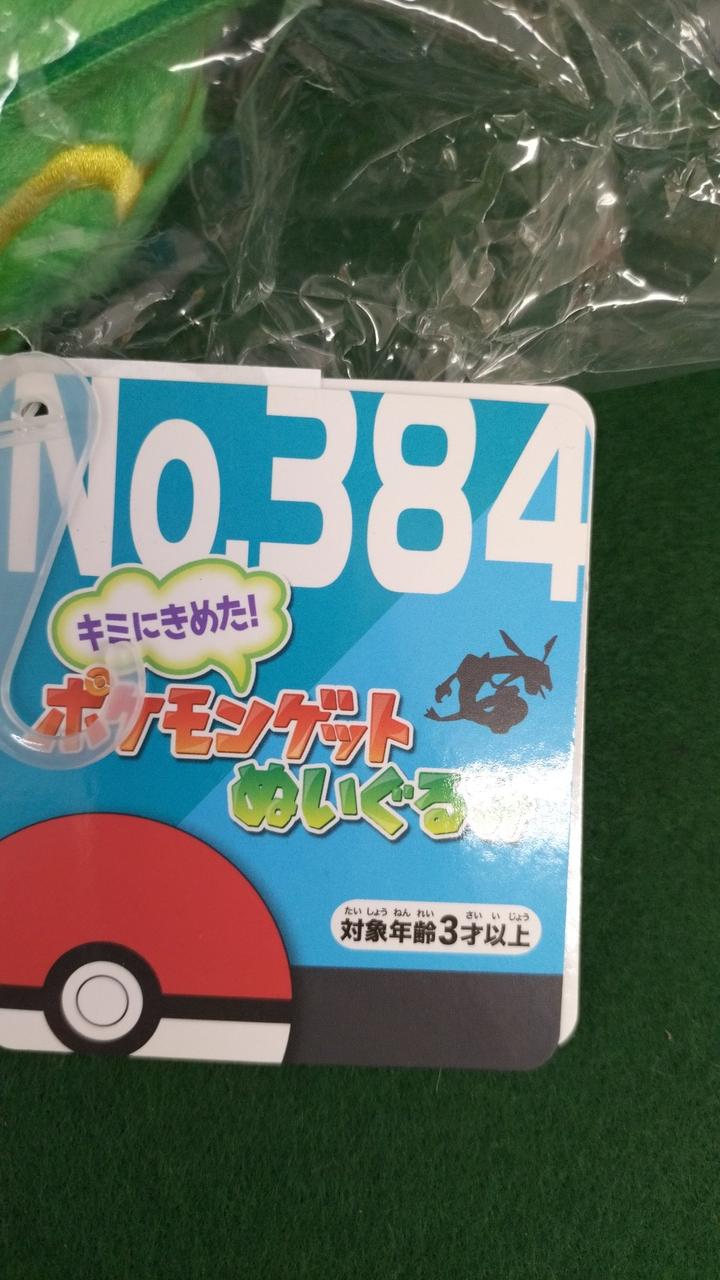 No.384
キミにきめた!
ポケモンゲット
ぬいぐるみ
たいしょうねんれい さいいじょう
対象年齢3才以上